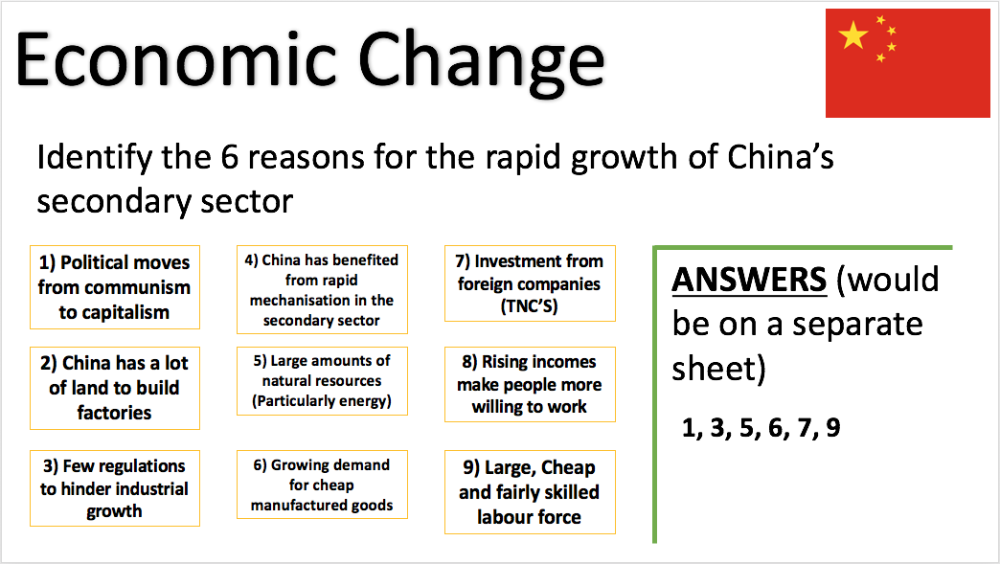 Economic Change
Identify the 6 reasons for the rapid growth of China’s
secondary sector
1) Political moves
from communism
to capitalism
2) China has a lot
of land to build
factories
3) Few regulations
to hinder industrial
growth
4) China has benefited
from rapid
mechanisation in the
secondary sector
5) Large amounts of
natural resources
(Particularly energy)
6) Growing demand
for cheap
manufactured goods
7) Investment from
foreign companies
(TNC’S)
8) Rising incomes
make people more
willing to work
9) Large, Cheap
and fairly skilled
labour force
ANSWERS (would
be on a separate
sheet)
1, 3, 5, 6, 7, 9